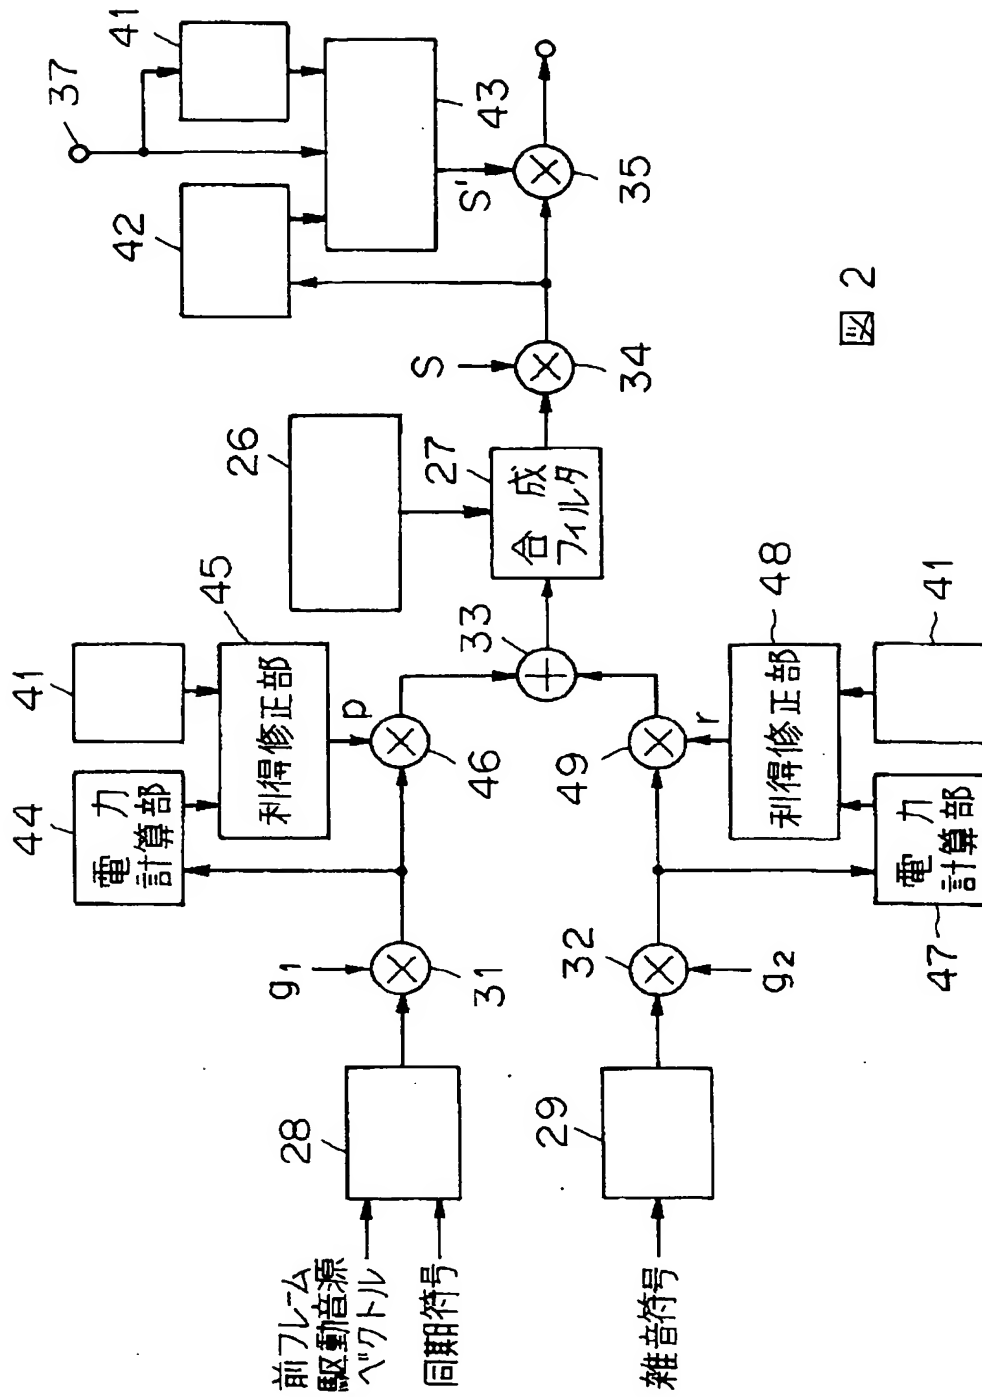 41
37
42
43
S'
35
41
44
電力
計算部
45
利得修正部
26
p
S
34
27
合成
フィルタ
g1
31
46
33
28
前フレーム
駆動音源
ベクトル
同期符号
図2
32
49
r
48
利得修正部
g2
41
電力
計算部
47
29
雑音符号